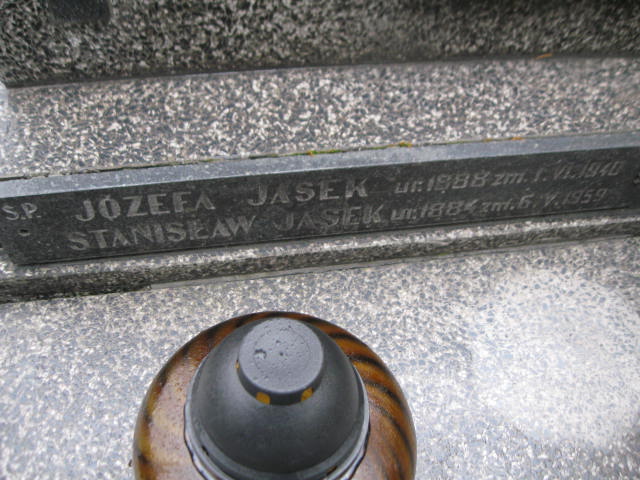 Ś.P. JÓZEFA JASEK ur. 1888 zm. 1. VI. 1940
STANISŁAW JASEK ur. 1884 zm. 6. V. 1959